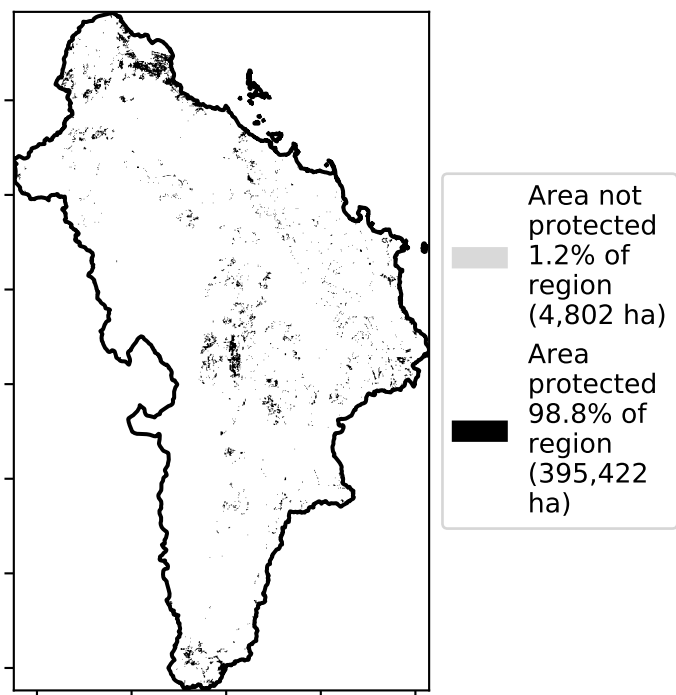 Area not
protected
1.2% of
region
(4,802 ha)
Area
protected
98.8% of
region
(395,422
ha)